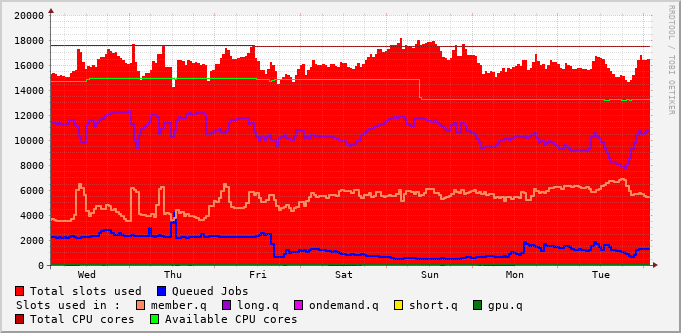 20000
18000
16000
14000
12000
10000
8000
6000
4000
2000
0
Wed Thu Fri Sat Sun Mon Tue
RRDTOOL / TOBI OETIKER
Total slots used Queued Jobs
Slots used in : member.q long.q ondemand.q short.q gpu.q
Total CPU cores Available CPU cores